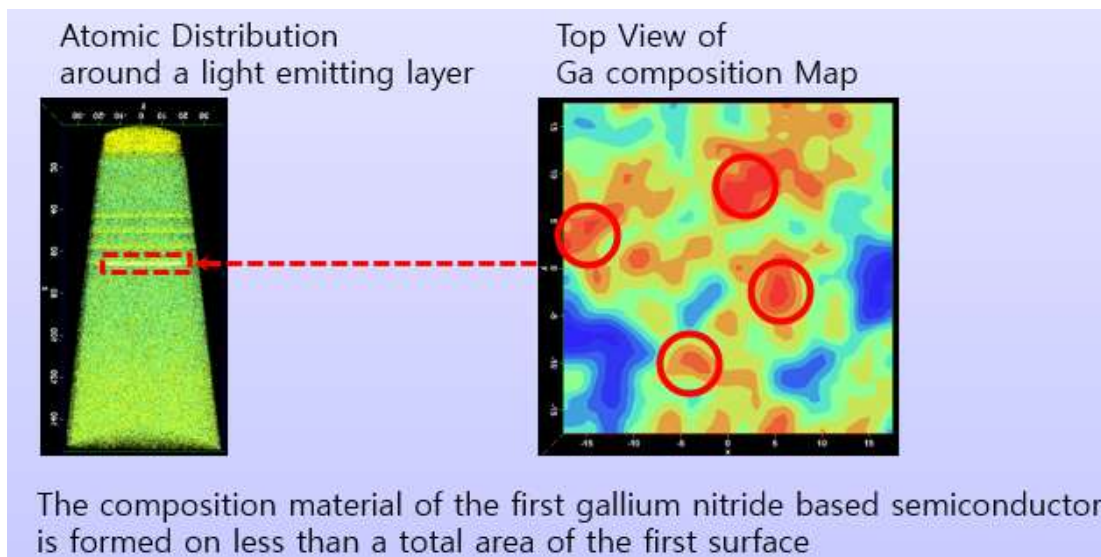 Atomic Distribution
around a light emitting layer
Top View of
Ga composition Map
The composition material of the first gallium nitride based semiconductor
is formed on less than a total area of the first surface